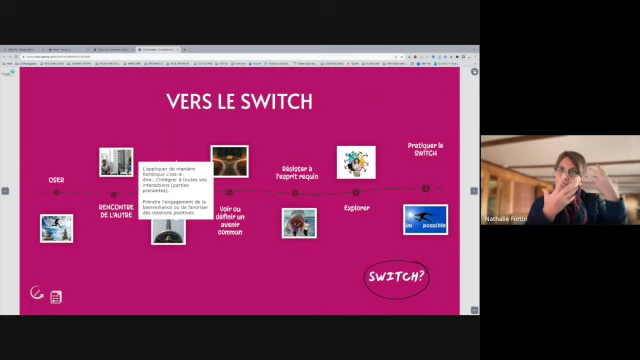 VERS LE SWITCH
Pratiquer le
SWITCH
OSER
L'appliquer de manière
holistique c'est-à-
dire...l'intégrer à toutes vos
interactions (parties
prenantes).
Prendre l'engagement de la
bienveillance ou de favoriser
des relations positives.
Résister à
l'esprit requin
RENCONTRE
DE L'AUTRE
Voir ou
définir un
avenir
commun
Explorer
im possible
SWITCH?
Nathalie Fortin